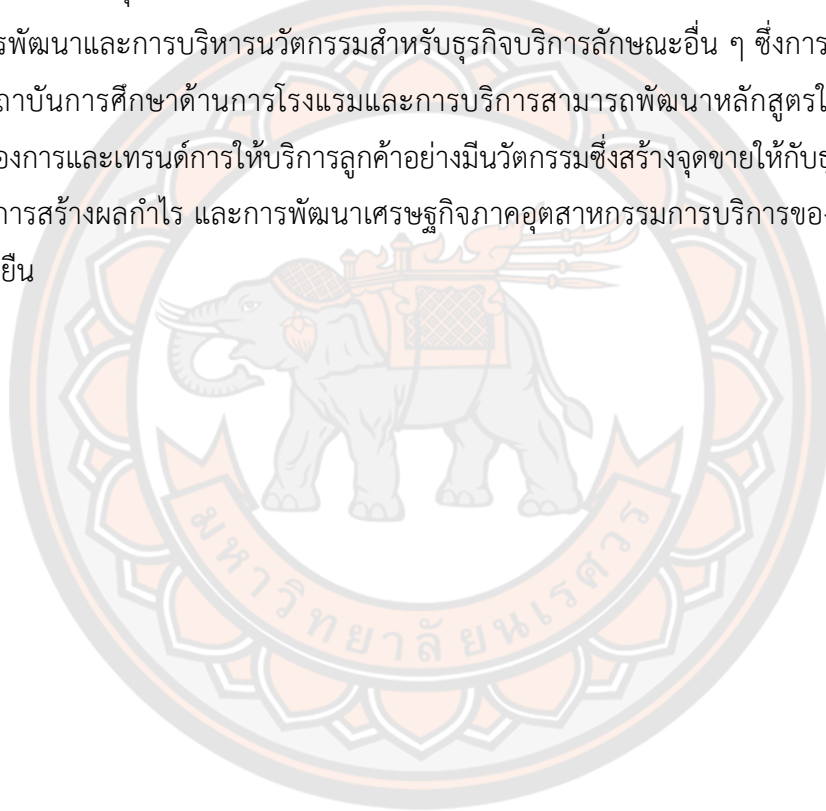 รพัฒนาและการบริหารนวัตกรรมสำหรับธุรกิจบริการลักษณะอื่น ๆ ซึ่งการ
ถาบันการศึกษาด้านการโรงแรมและการบริการสามารถพัฒนาหลักสูตรใ
องการและเทรนด์การให้บริการลูกค้าอย่างมีนวัตกรรมซึ่งสร้างจุดขายให้กับธุ
การสร้างผลกำไร และการพัฒนาเศรษฐกิจภาคอุตสาหกรรมการบริการขอ
ยืน
มหาวิทยาลัยนเรศวร